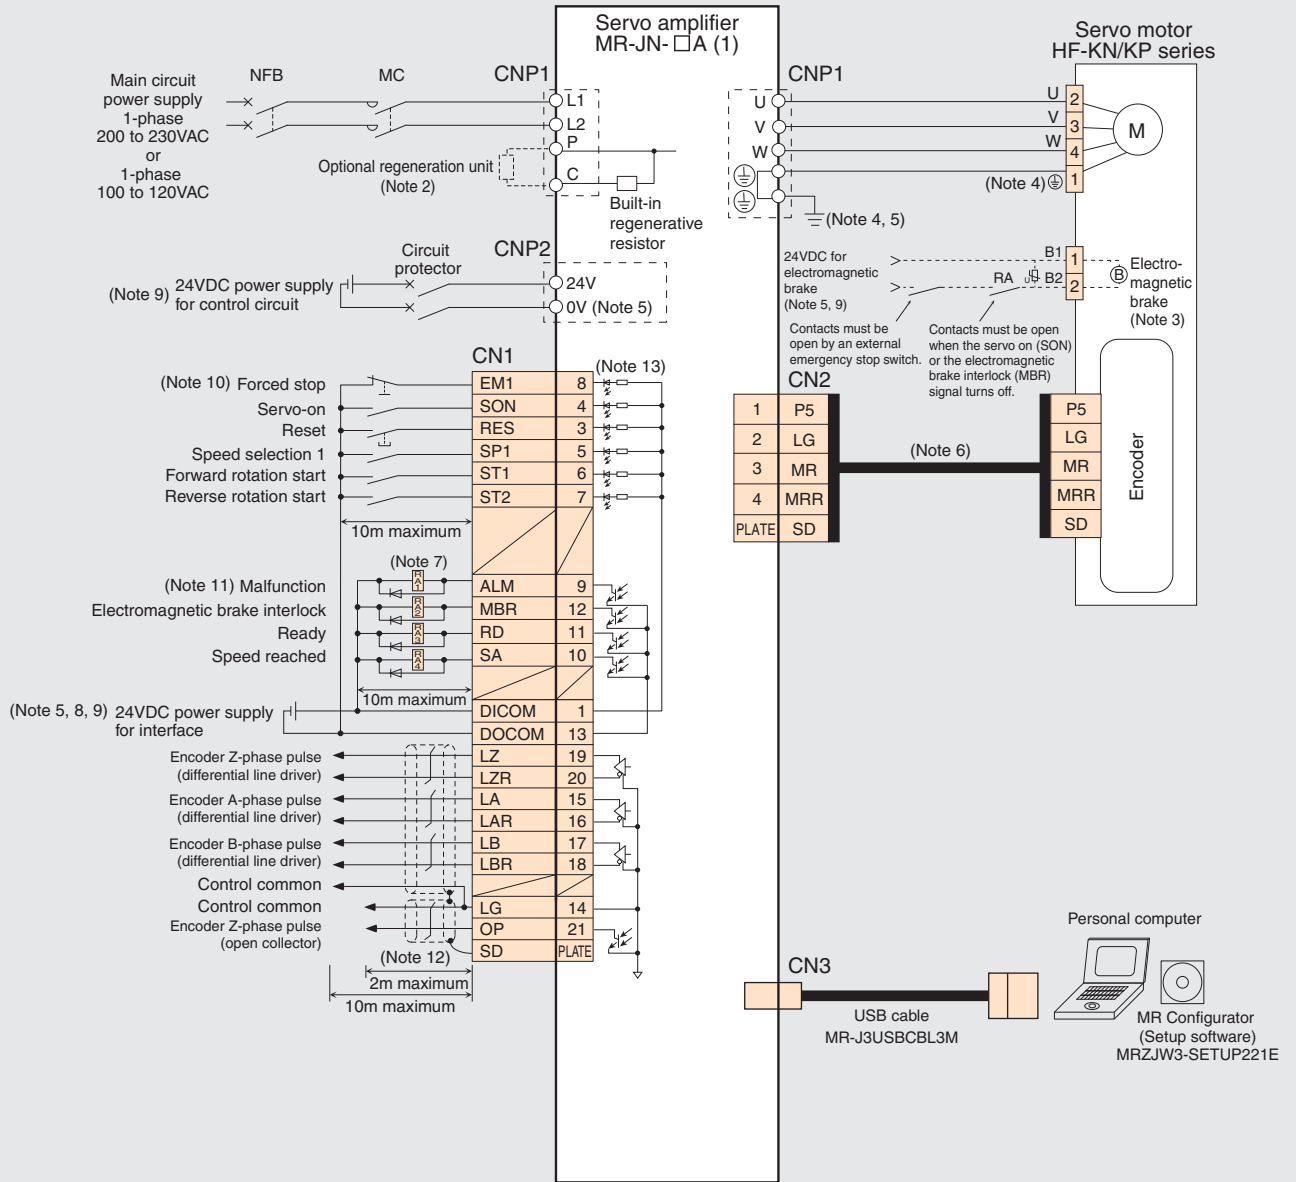 Servo amplifier
MR-JN-□A (1)
Servo motor
HF-KN/KP series
Main circuit
power supply
1-phase
200 to 230VAC
or
1-phase
100 to 120VAC
NFB
MC
CNP1
L1
L2
P
C
Optional regeneration unit
(Note 2)
Built-in
regenerative
resistor
CNP1
U
V
W
U
V
W
2
3
4
1
M
(Note 4)
(Note 4, 5)
CNP2
Circuit
protector
(Note 9) 24VDC power supply
for control circuit
24V
0V (Note 5)
24VDC for
electromagnetic
brake
(Note 5, 9)
RA
U
B1
B2
1
2
B
Electro-
magnetic
brake
(Note 3)
Contacts must be
open by an external
emergency stop switch.
Contacts must be open
when the servo on (SON)
or the electromagnetic
brake interlock (MBR)
signal turns off.
CN1
(Note 13)
(Note 10) Forced stop EM1 8
Servo-on SON 4
Reset RES 3
Speed selection 1 SP1 5
Forward rotation start ST1 6
Reverse rotation start ST2 7
10m maximum
(Note 7)
(Note 11) Malfunction RA1 ALM 9
Electromagnetic brake interlock RA2 MBR 12
Ready RA3 RD 11
Speed reached RA4 SA 10
10m maximum
(Note 5, 8, 9) 24VDC power supply
for interface
DICOM 1
DOCOM 13
Encoder Z-phase pulse
(differential line driver)
LZ 19
LZR 20
Encoder A-phase pulse
(differential line driver)
LA 15
LAR 16
Encoder B-phase pulse
(differential line driver)
LB 17
LBR 18
Control common
Control common LG 14
Encoder Z-phase pulse
(open collector)
OP 21
SD PLATE
(Note 12)
2m maximum
10m maximum
CN2
1 P5
2 LG
3 MR
4 MRR
PLATE SD
(Note 6)
P5
LG
MR
MRR
SD
Encoder
CN3
USB cable
MR-J3USBCBL3M
Personal computer
MR Configurator
(Setup software)
MRZJW3-SETUP221E